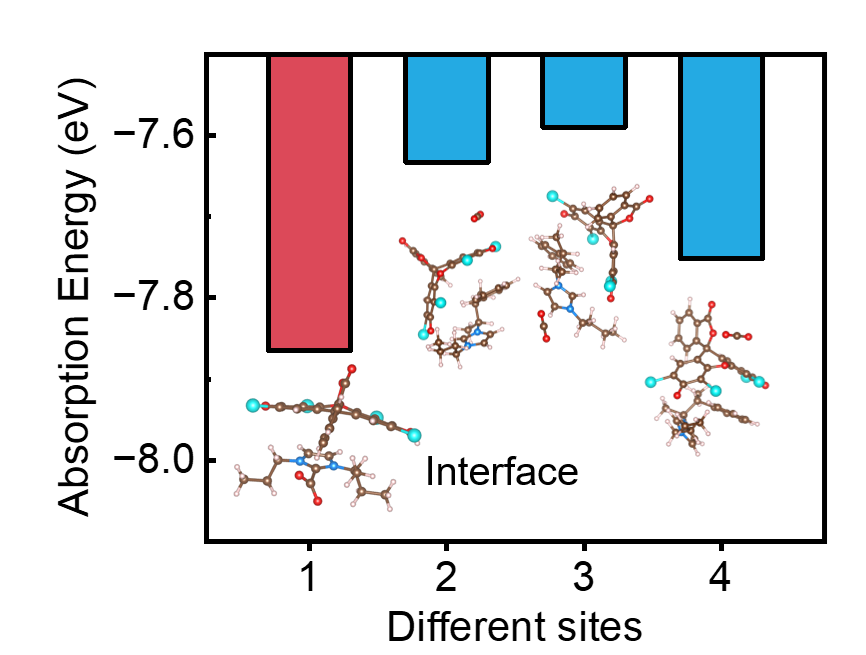 Absorption Energy (eV)
−7.6
−7.8
−8.0
Interface
1 2 3 4
Different sites